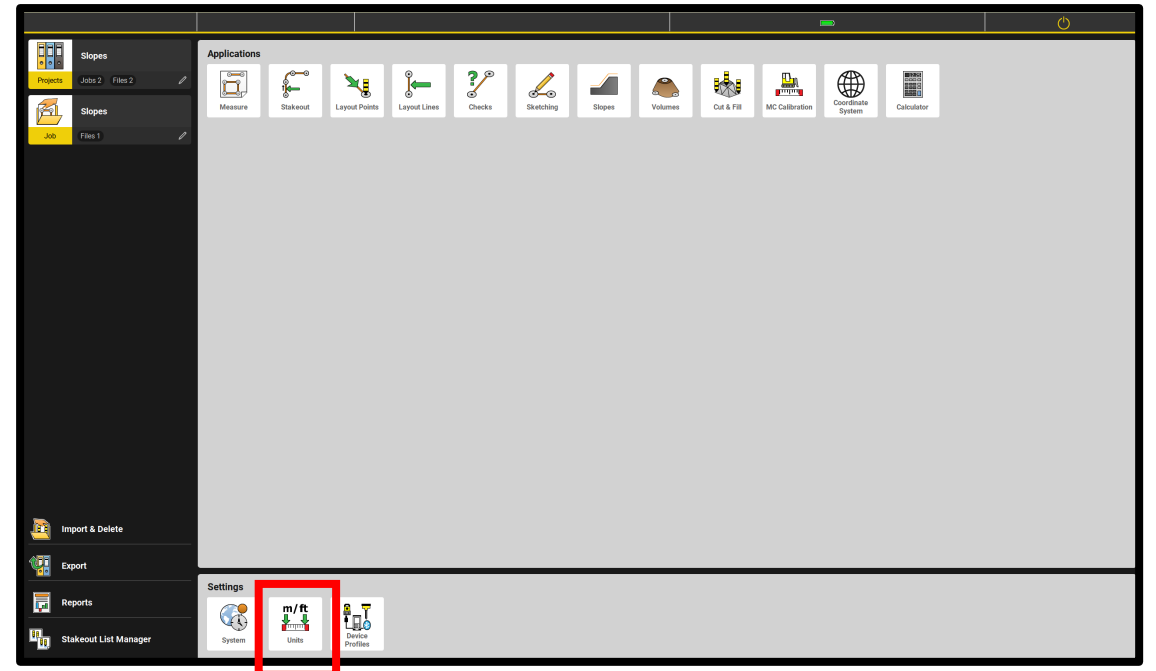 Slopes
Projects
Jobs 2
Files 2
Slopes
Job
Files 1
Import & Delete
Export
Reports
Stakeout List Manager
Applications
Measure
Stakeout
Layout Points
Layout Lines
?
Checks
Sketching
Slopes
Volumes
Cut & Fill
MC Calibration
Coordinate
System
Calculator
Settings
System
m/ft
Units
Device
Profiles